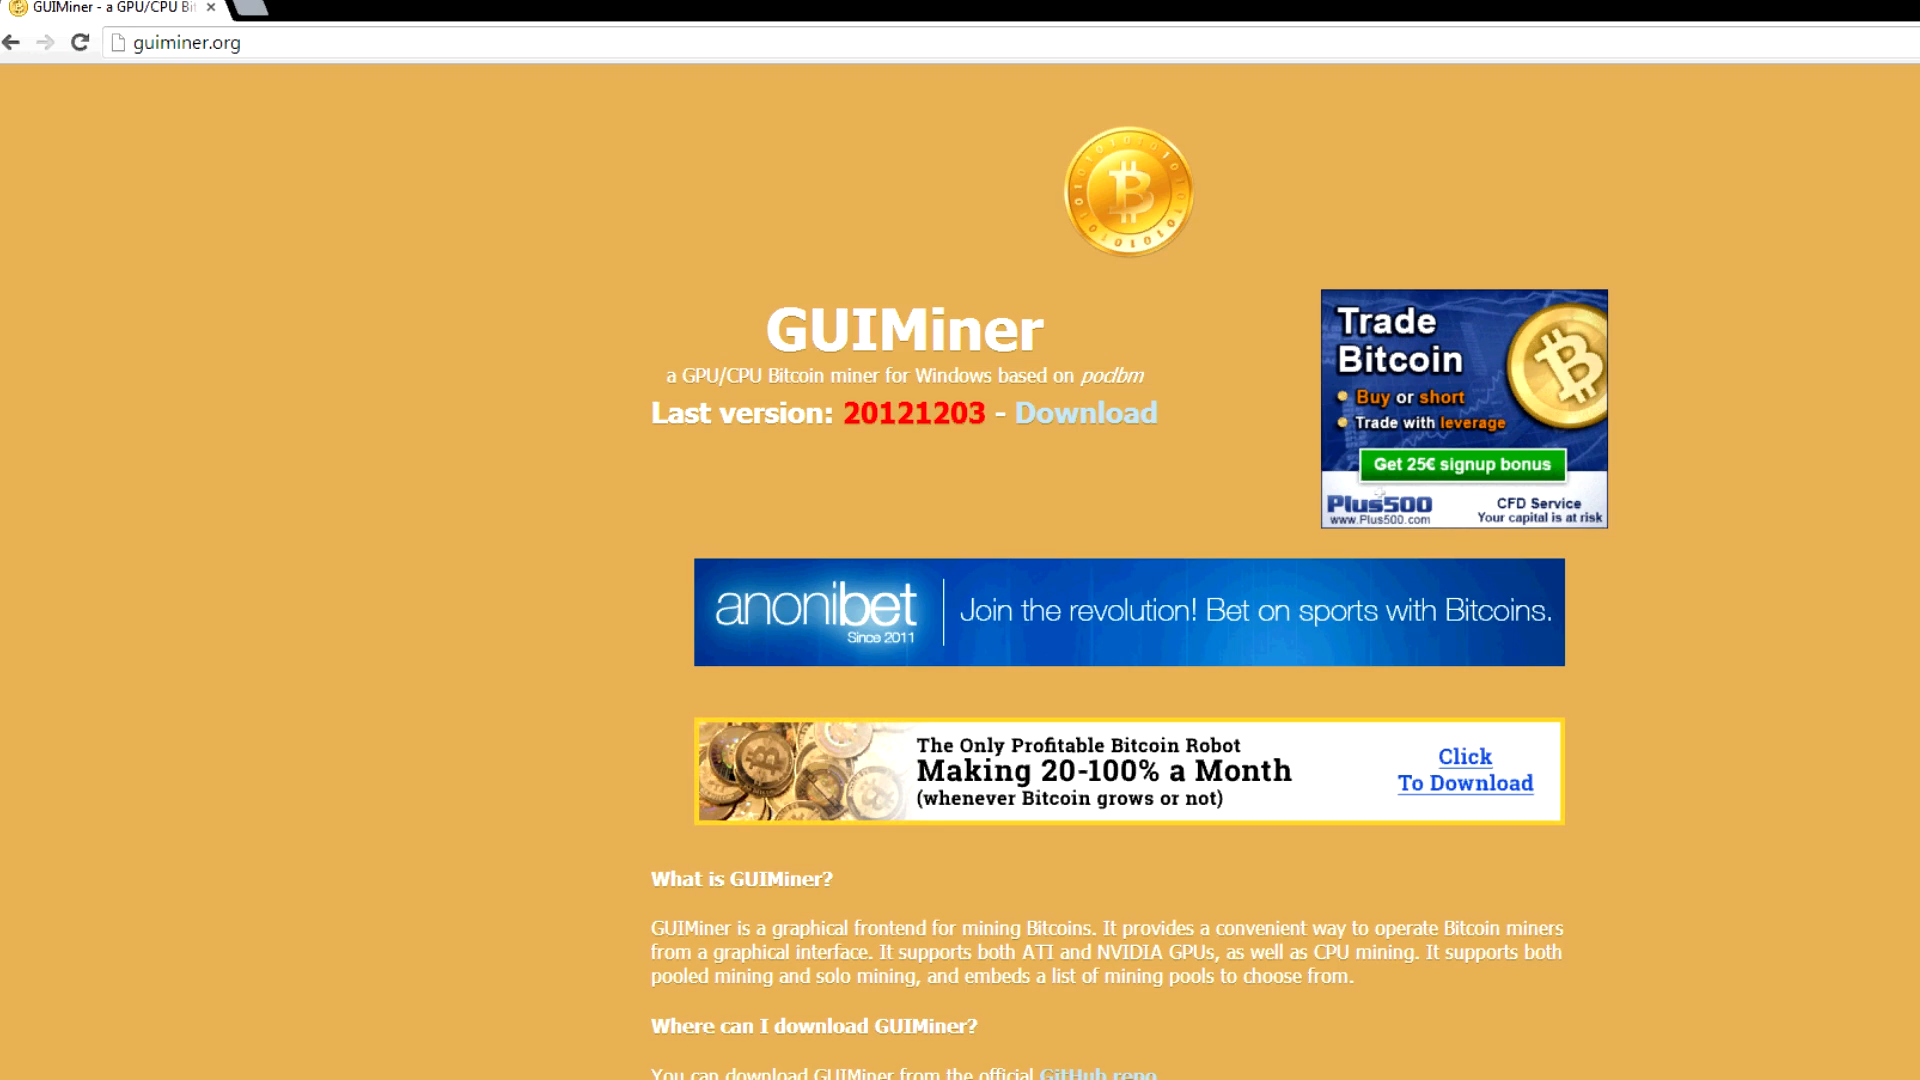 GUIMiner - a GPU/CPU Bit
guiminer.org
GUIMiner
a GPU/CPU Bitcoin miner for Windows based on poclbm
Last version: 20121203 - Download
Trade
Bitcoin
Buy or short
Trade with leverage
Get 25€ signup bonus
Plus500
www.Plus500.com
CFD Service
Your capital is at risk
anonibet
Since 2011
Join the revolution! Bet on sports with Bitcoins.
The Only Profitable Bitcoin Robot
Making 20-100% a Month
(whenever Bitcoin grows or not)
Click
To Download
What is GUIMiner?
GUIMiner is a graphical frontend for mining Bitcoins. It provides a convenient way to operate Bitcoin miners
from a graphical interface. It supports both ATI and NVIDIA GPUs, as well as CPU mining. It supports both
pooled mining and solo mining, and embeds a list of mining pools to choose from.
Where can I download GUIMiner?
You can download GUIMiner from the official GitHub repo